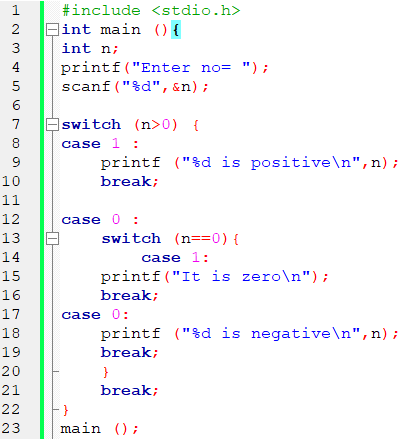 1 #include <stdio.h>
2 int main (){
3 int n;
4 printf("Enter no= ");
5 scanf("%d",&n);
6
7 switch (n>0) {
8 case 1 :
9 printf ("%d is positive\n",n);
10 break;
11
12 case 0 :
13 switch (n==0){
14 case 1:
15 printf("It is zero\n");
16 break;
17 case 0:
18 printf ("%d is negative\n",n);
19 break;
20 }
21 break;
22 }
23 main ();